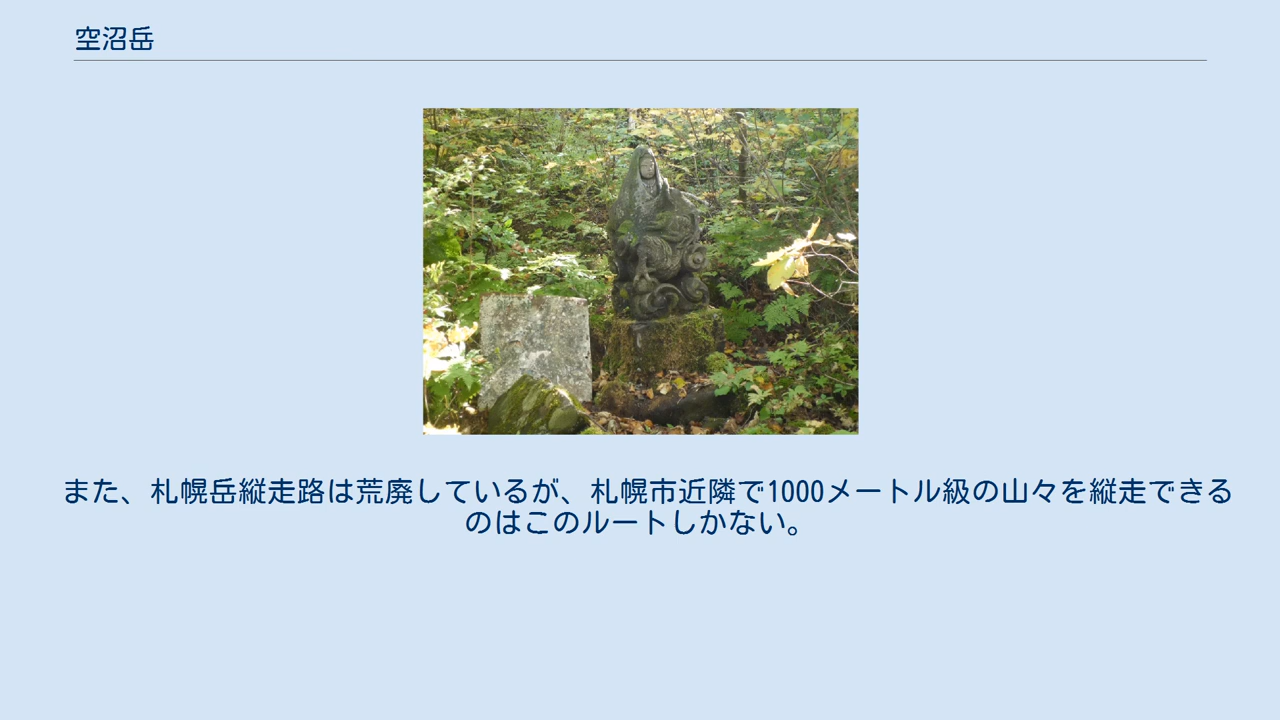 空沼岳
また、札幌岳縦走路は荒廃しているが、札幌市近隣で1000メートル級の山々を縦走できる
のはこのルートしかない。